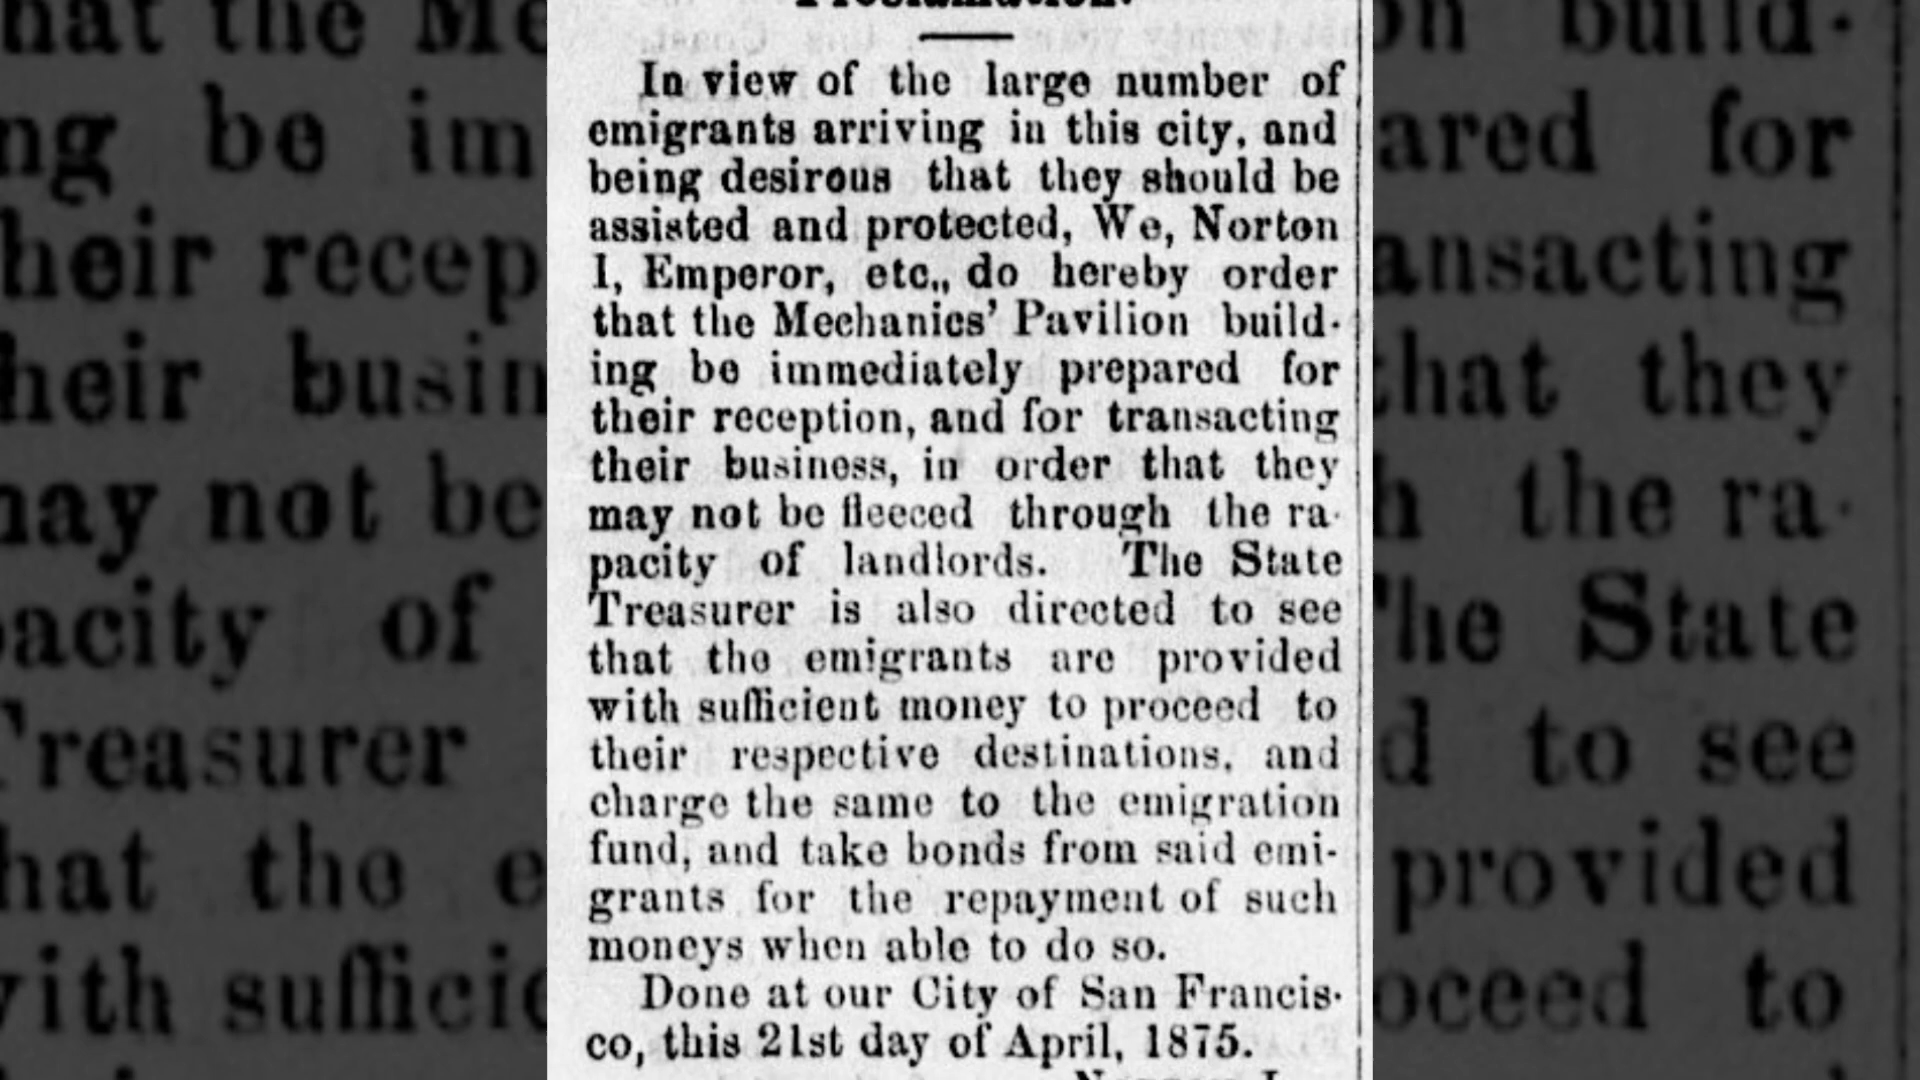 Proclamation.
In view of the large number of
emigrants arriving in this city, and
being desirous that they should be
assisted and protected, We, Norton
I, Emperor, etc., do hereby order
that the Mechanics' Pavilion build-
ing be immediately prepared for
their reception, and for transacting
their business, in order that they
may not be fleeced through the ra-
pacity of landlords. The State
Treasurer is also directed to see
that the emigrants are provided
with sufficient money to proceed to
their respective destinations, and
charge the same to the emigration
fund, and take bonds from said emi-
grants for the repayment of such
moneys when able to do so.
Done at our City of San Francis-
co, this 21st day of April, 1875.
Norton I.